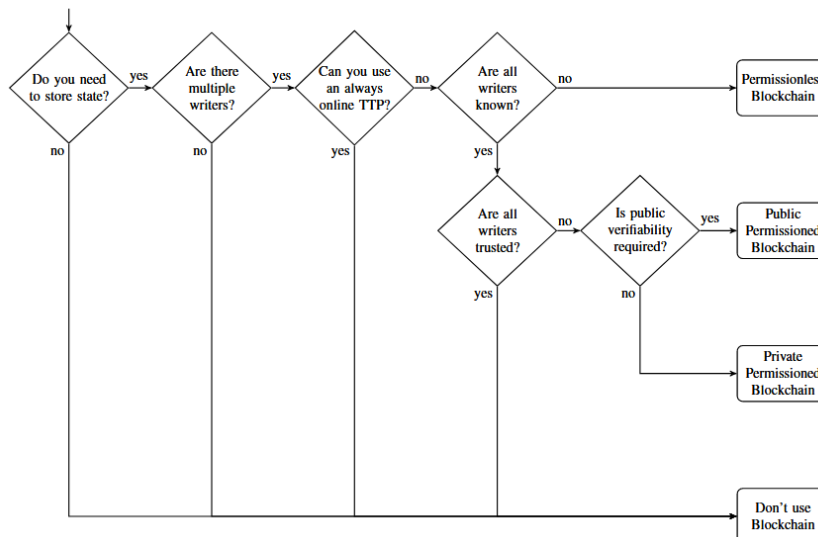 Do you need
to store state?
yes
Are there
multiple
writers?
yes
Can you use
an always
online TTP?
no
Are all
writers
known?
no
Permissionles
Blockchain
no
no
yes
yes
Are all
writers
trusted?
no
Is public
verifiability
required?
yes
Public
Permissioned
Blockchain
yes
no
Private
Permissioned
Blockchain
Don't use
Blockchain